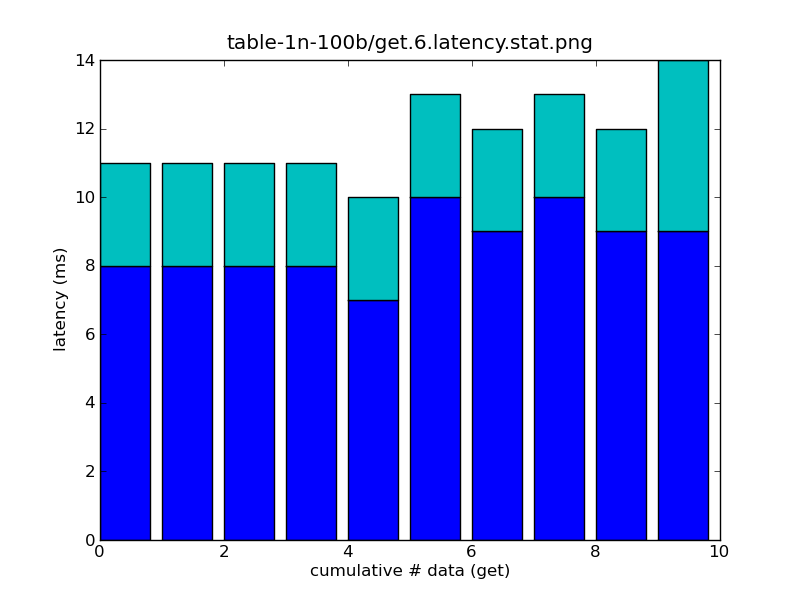 table-1n-100b/get.6.latency.stat.png
14
12
10
8
6
4
2
0
latency (ms)
0 2 4 6 8 10
cumulative # data (get)